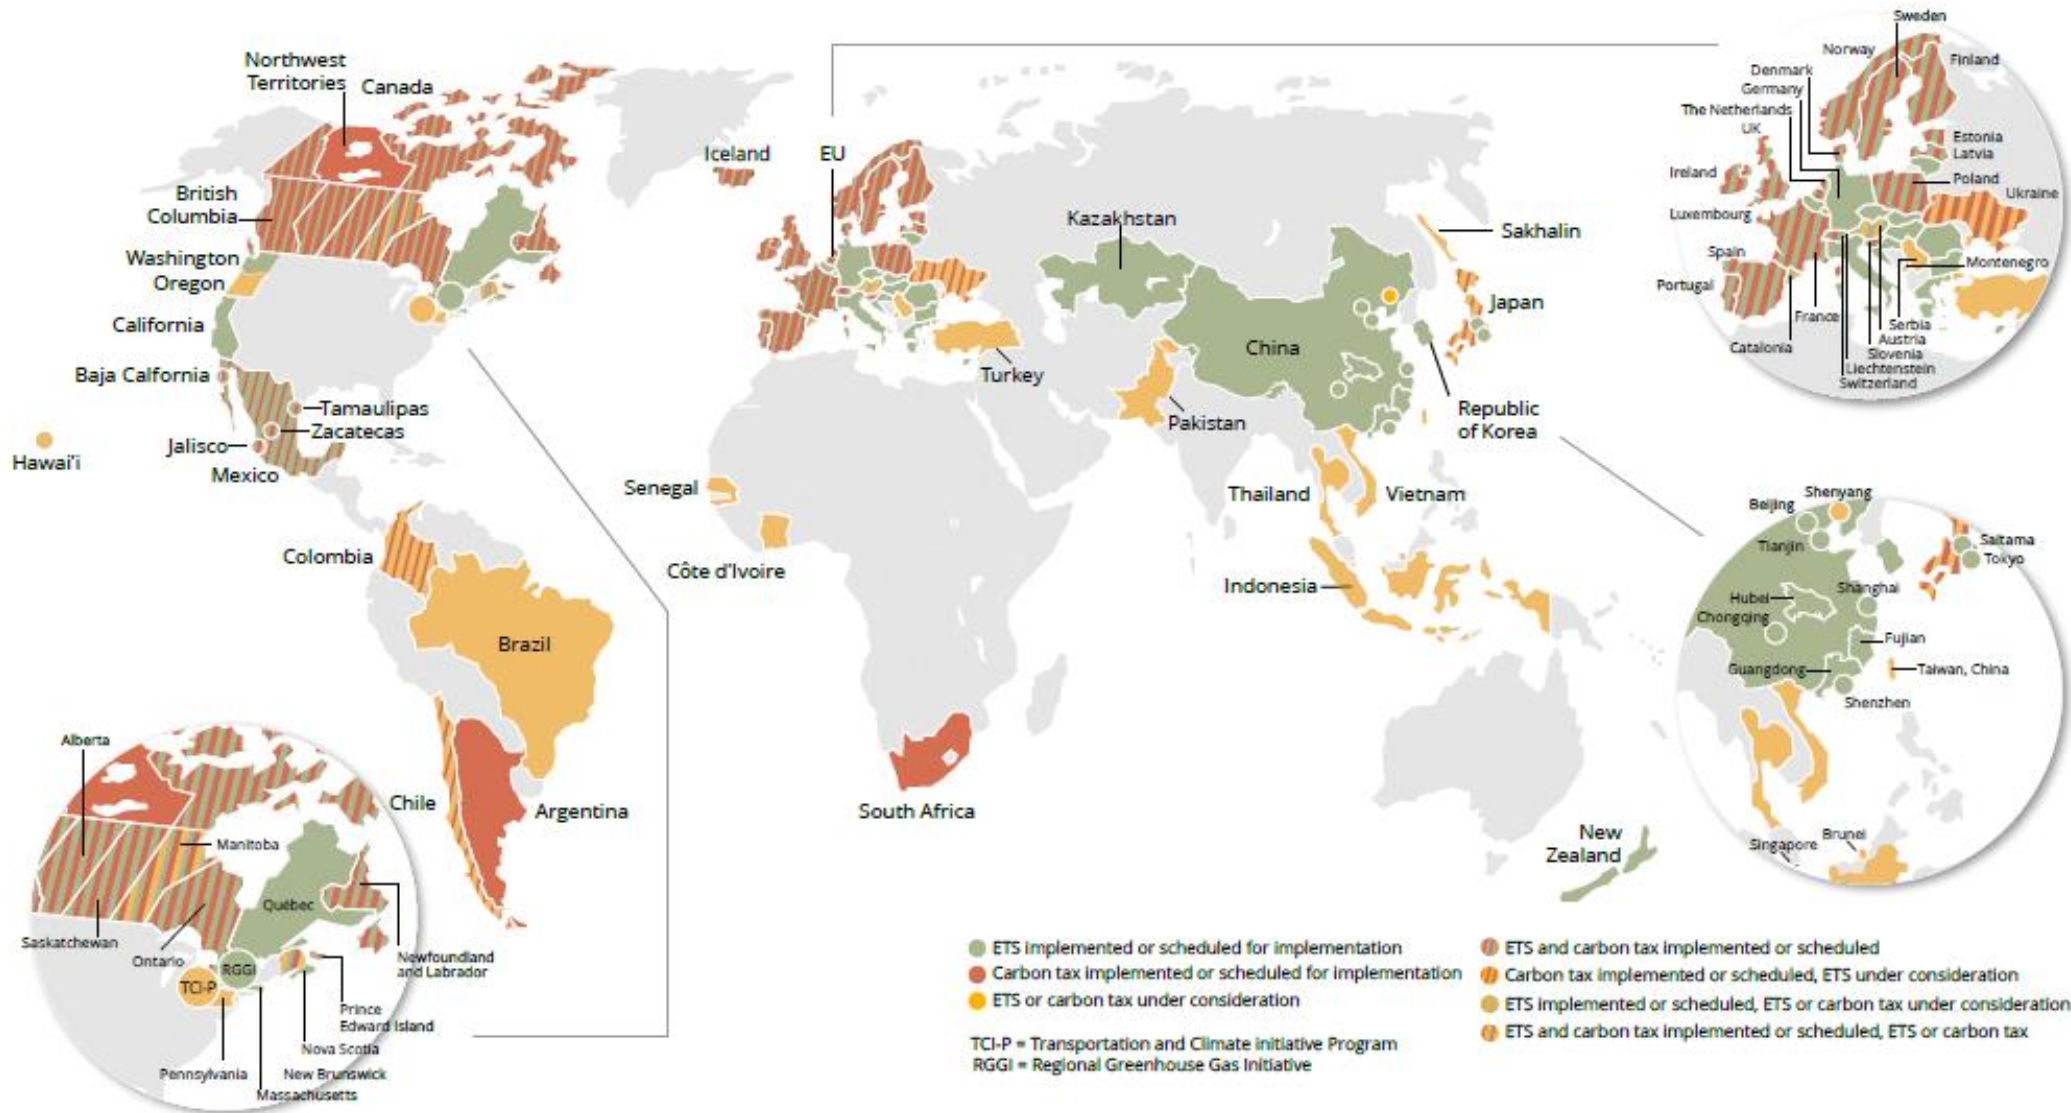 Northwest
Territories
Canada
British
Columbia
Washington
Oregon
California
Baja Calfornia
Tamaulipas
Zacatecas
Jalisco
Mexico
Hawai'i
Iceland
EU
Kazakhstan
Sakhalin
Japan
China
Turkey
Pakistan
Republic
of Korea
Senegal
Côte d'Ivoire
Thailand
Vietnam
Indonesia
Colombia
Brazil
Chile
Argentina
South Africa
New
Zealand
Sweden
Norway
Finland
Denmark
Germany
The Netherlands
UK
Estonia
Latvia
Ireland
Poland
Ukraine
Luxembourg
Spain
Montenegro
Portugal
France
Serbia
Catalonia
Austria
Slovenia
Liechtenstein
Switzerland
Shenyang
Beijing
Tianjin
Saitama
Tokyo
Shanghai
Hubei
Chongqing
Fujian
Guangdong
Taiwan, China
Shenzhen
Brunei
Singapore
Alberta
Manitoba
Québec
Saskatchewan
Ontario
Newfoundland
and Labrador
RGGI
TCI-P
Prince
Edward Island
Nova Scotia
Pennsylvania
New Brunswick
Massachusetts
ETS implemented or scheduled for implementation
Carbon tax implemented or scheduled for implementation
ETS or carbon tax under consideration
TCI-P = Transportation and Climate initiative Program
RGGI = Regional Greenhouse Gas Initiative
ETS and carbon tax implemented or scheduled
Carbon tax implemented or scheduled, ETS under consideration
ETS implemented or scheduled, ETS or carbon tax under consideration
ETS and carbon tax implemented or scheduled, ETS or carbon tax